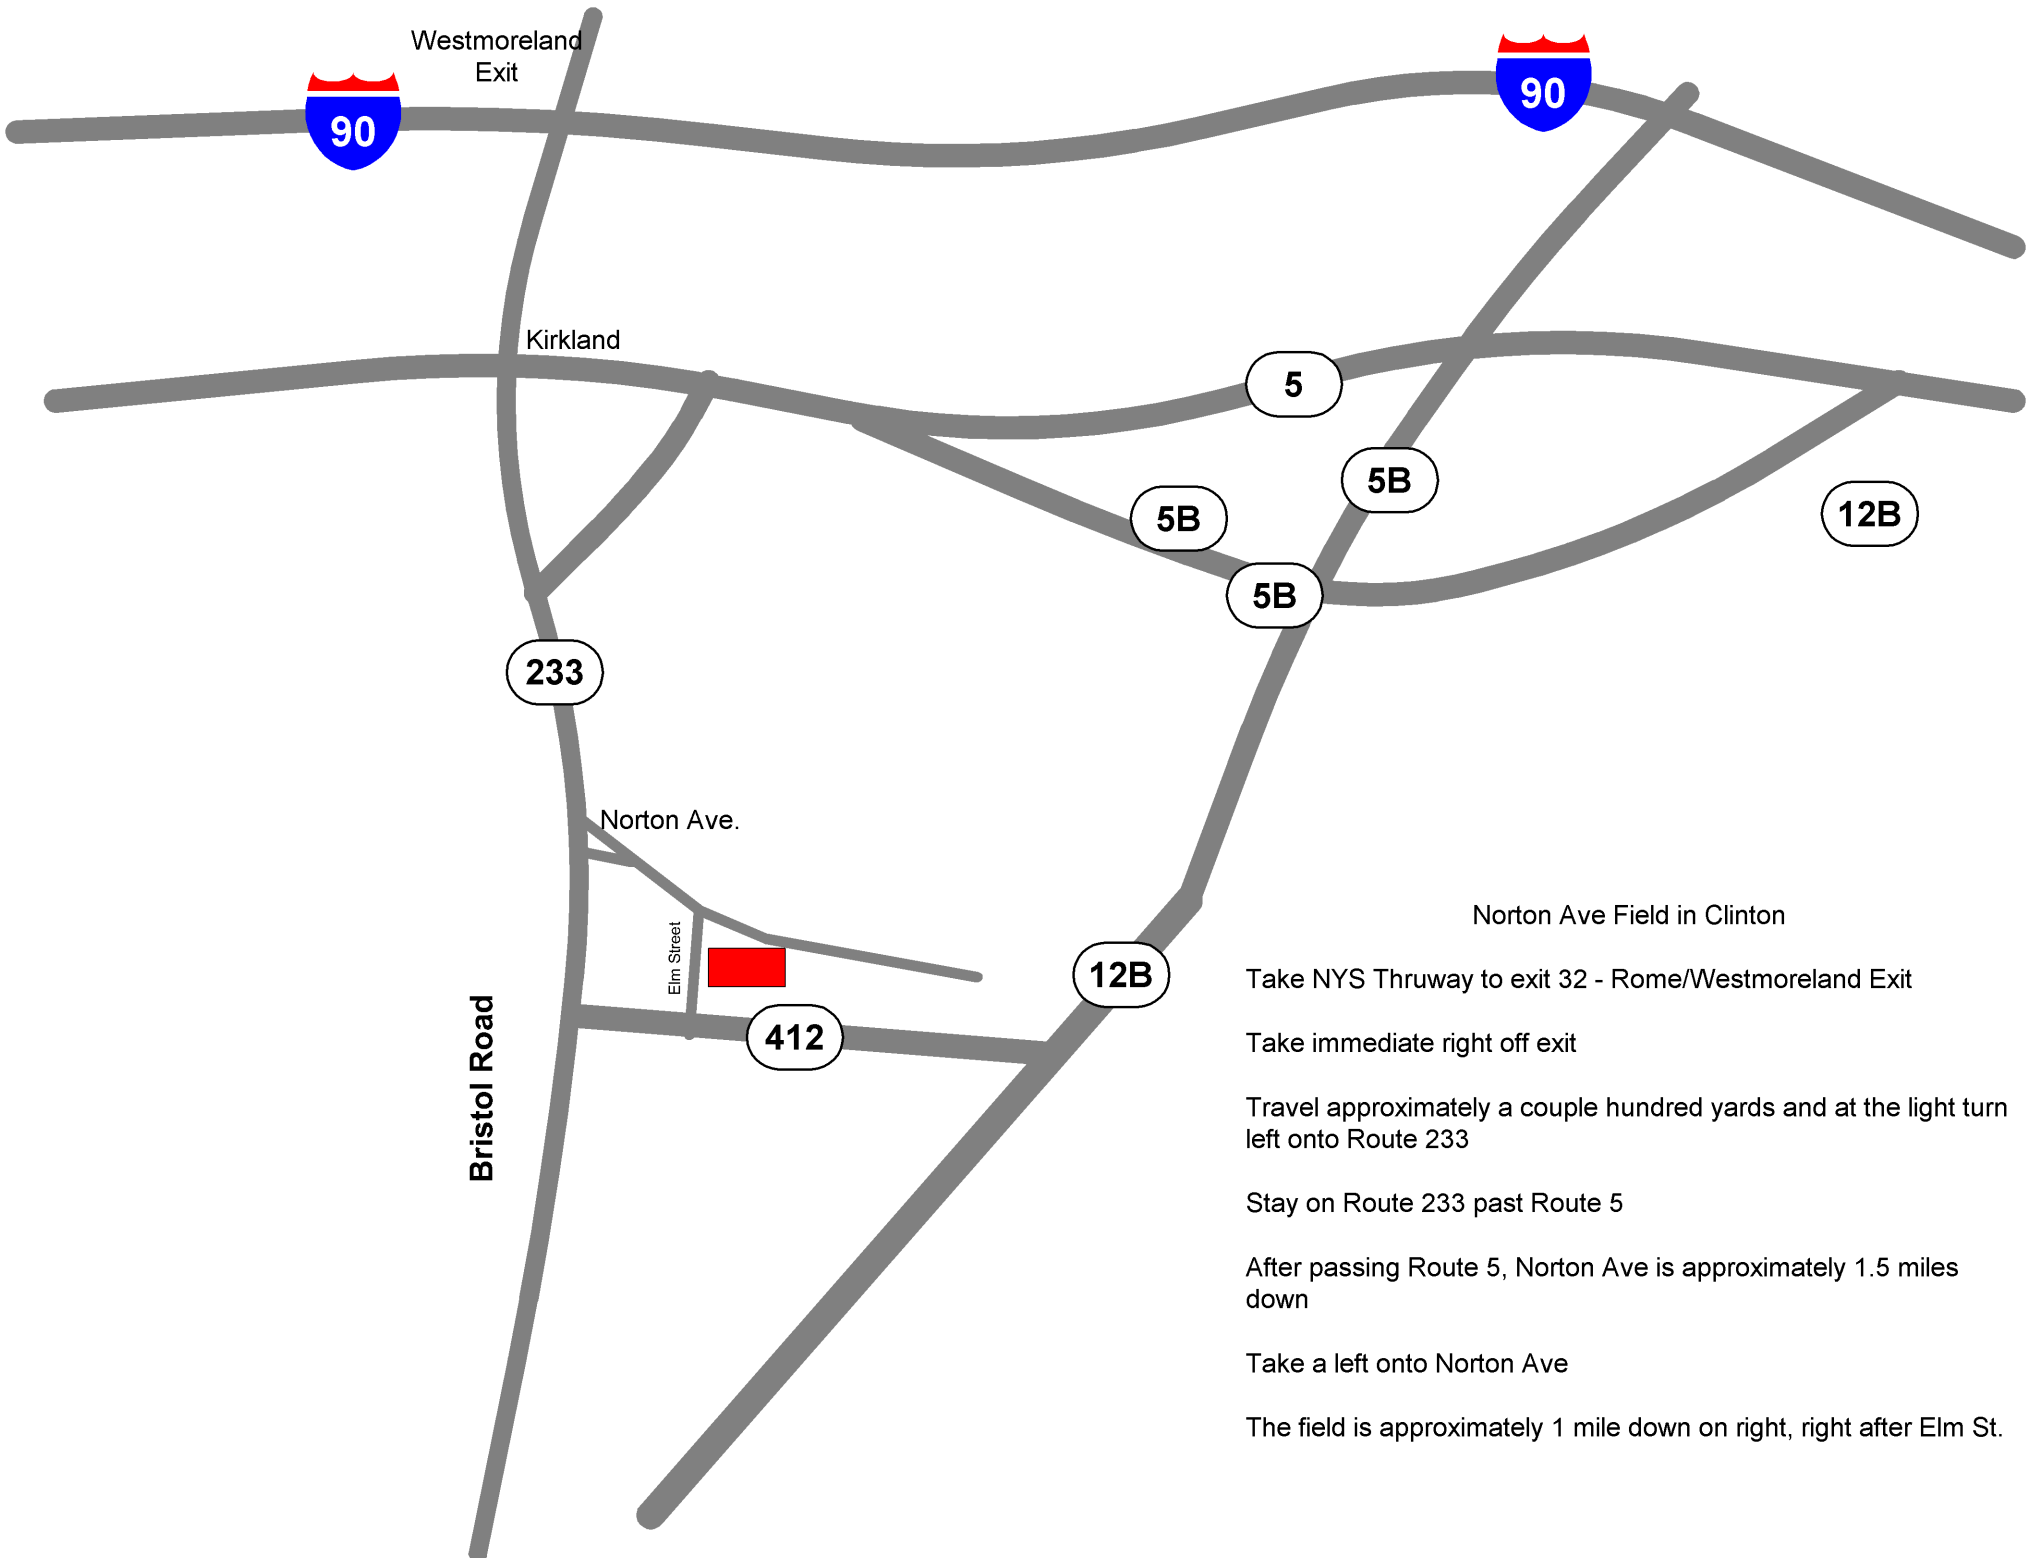 Westmoreland
Exit
90
90
Kirkland
5
5B
5B
12B
5B
233
Norton Ave.
Elm Street
12B
412
Bristol Road
Norton Ave Field in Clinton
Take NYS Thruway to exit 32 - Rome/Westmoreland Exit
Take immediate right off exit
Travel approximately a couple hundred yards and at the light turn
left onto Route 233
Stay on Route 233 past Route 5
After passing Route 5, Norton Ave is approximately 1.5 miles
down
Take a left onto Norton Ave
The field is approximately 1 mile down on right, right after Elm St.